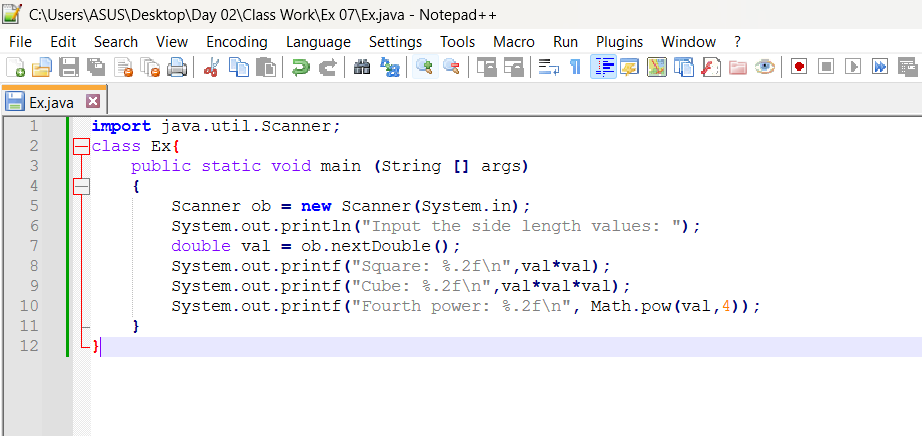 C:\Users\ASUS\Desktop\Day 02\Class Work\Ex 07\Ex.java - Notepad++
File Edit Search View Encoding Language Settings Tools Macro Run Plugins Window ?
Ex.java
1 import java.util.Scanner;
2 class Ex{
3     public static void main (String [] args)
4     {
5         Scanner ob = new Scanner(System.in);
6         System.out.println("Input the side length values: ");
7         double val = ob.nextDouble();
8         System.out.printf("Square: %.2f\n",val*val);
9         System.out.printf("Cube: %.2f\n",val*val*val);
10         System.out.printf("Fourth power: %.2f\n", Math.pow(val,4));
11     }
12 }